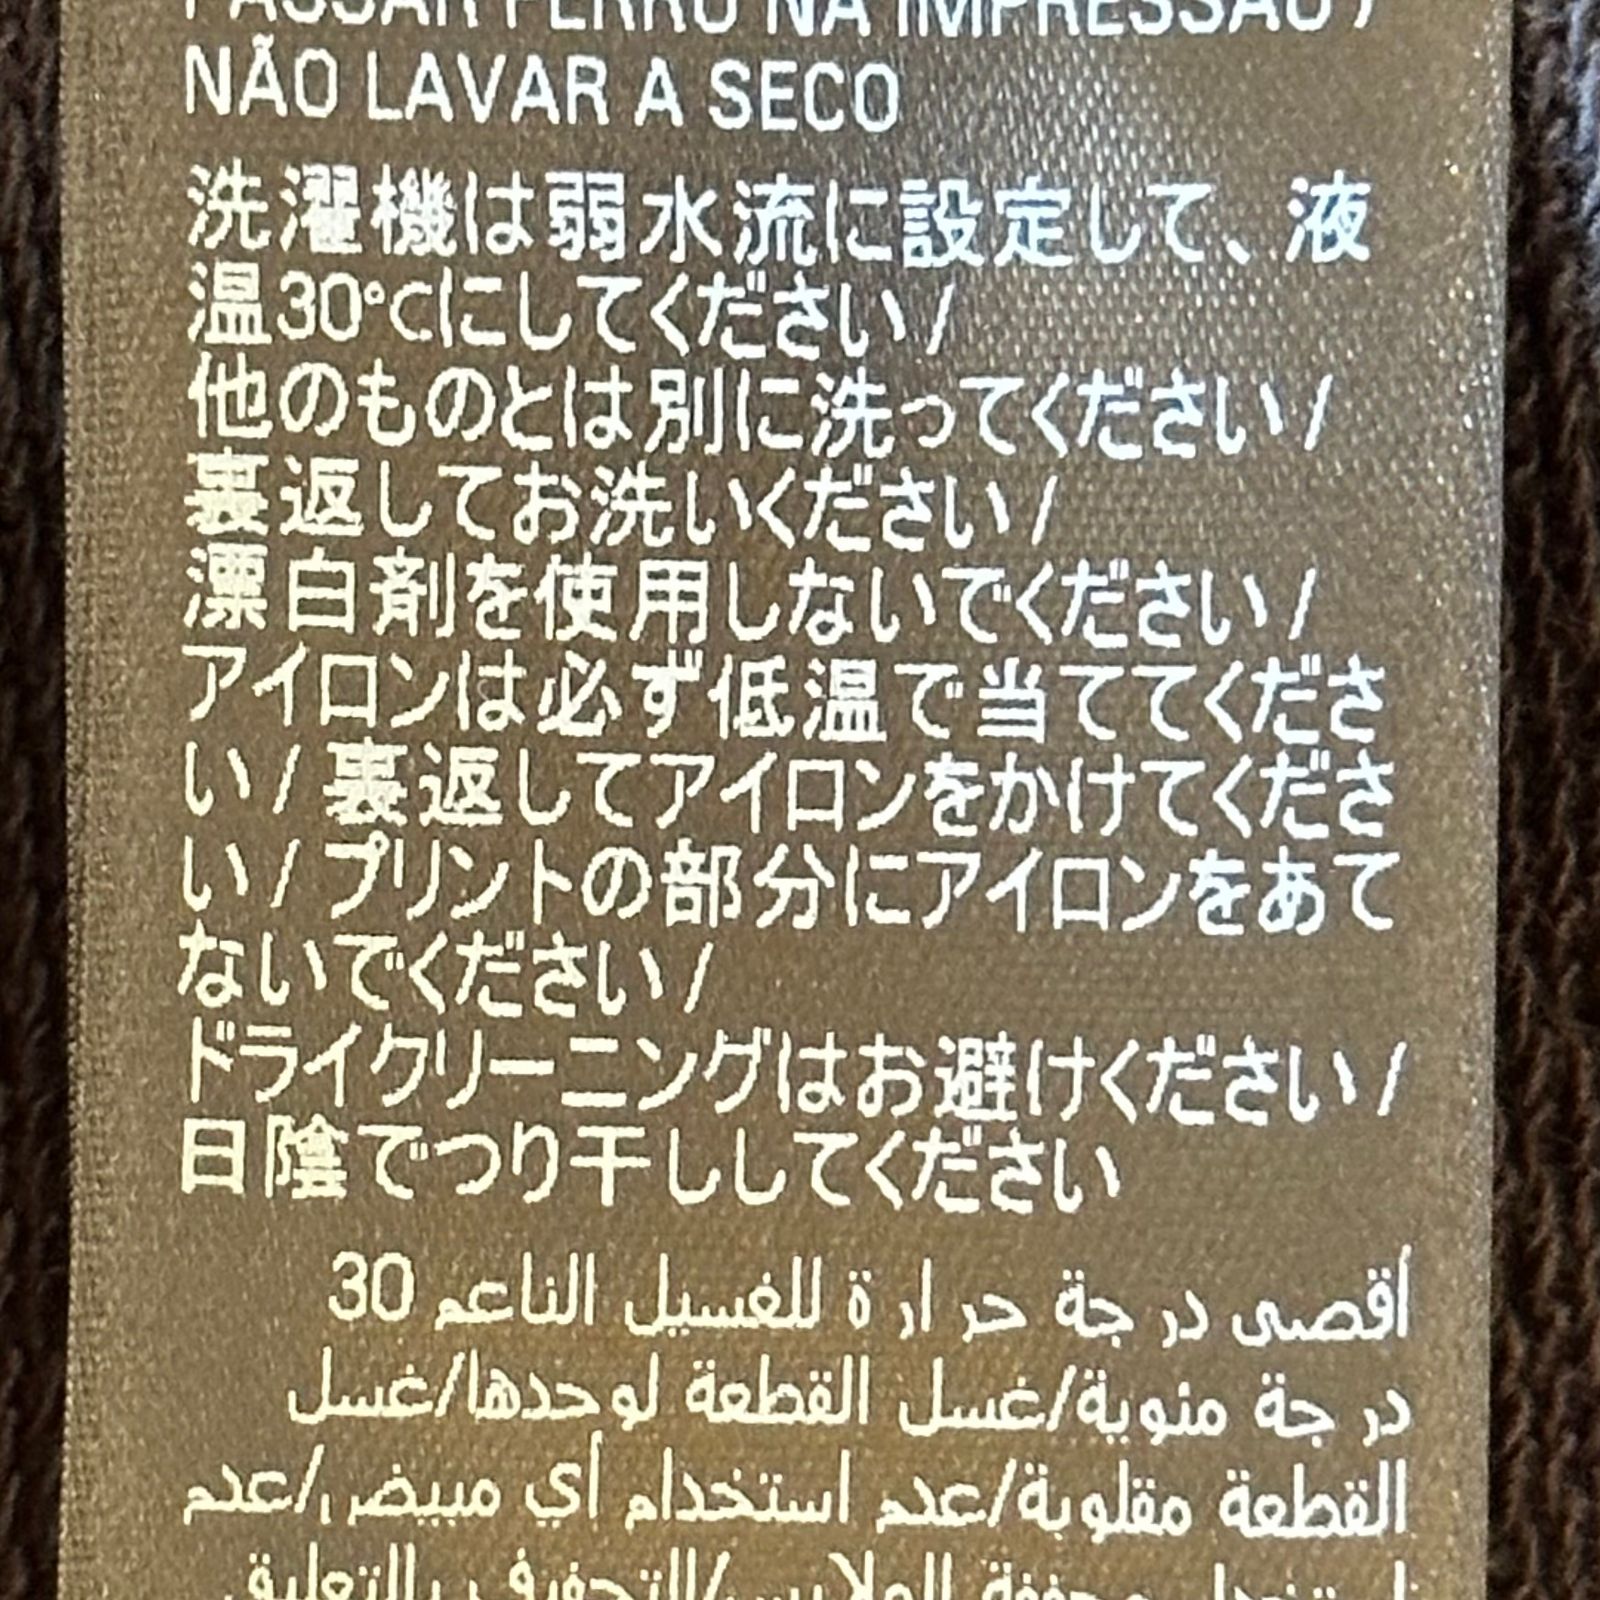 PASSAR FERRO NA IMPRESSÃO /
NÃO LAVAR A SECO
洗濯機は弱水流に設定して、液
温30℃にしてください/
他のものとは別に洗ってください/
裏返してお洗いください/
漂白剤を使用しないでください/
アイロンは必ず低温で当ててくださ
い/裏返してアイロンをかけてくださ
い/プリントの部分にアイロンをあて
ないでください/
ドライクリーニングはお避けください/
日陰でつり干ししてください
أقصى درجة حرارة للغسيل الناعم 30
درجة مئوية/غسل القطعة لوحدها/غسل
القطعة مقلوبة/عدم استخدام أي مبيض/عدم
استخدام مجففة الملابس/التجفيف بالتعليق